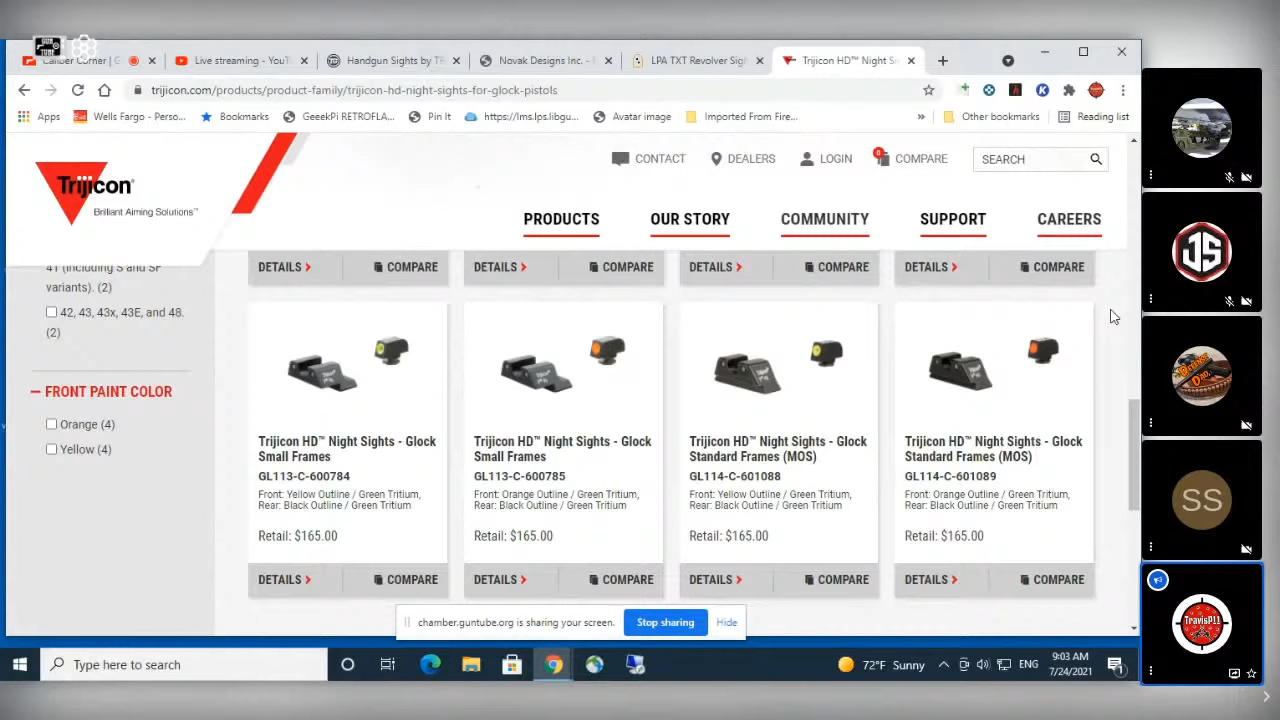 GUN
TUBE
Caliber Corner | G
Live streaming - YouT
Handgun Sights by TR
Novak Designs Inc. -
LPA TXT Revolver Sig
Trijicon HD™ Night S
trijicon.com/products/product-family/trijicon-hd-night-sights-for-glock-pistols
Apps
Wells Fargo - Perso...
Bookmarks
GeeekPi RETROFLA...
Pin It
https://lms.lps.libgu...
Avatar image
Imported From Fire...
»
Other bookmarks
Reading list
Trijicon®
Brilliant Aiming Solutions™
CONTACT
DEALERS
LOGIN
0
COMPARE
SEARCH
PRODUCTS
OUR STORY
COMMUNITY
SUPPORT
CAREERS
41 (including S and SF
variants). (2)
42, 43, 43x, 43E, and 48.
(2)
FRONT PAINT COLOR
Orange (4)
Yellow (4)
DETAILS
COMPARE
DETAILS
COMPARE
DETAILS
COMPARE
DETAILS
COMPARE
Trijicon HD™ Night Sights - Glock
Small Frames
GL113-C-600784
Front: Yellow Outline / Green Tritium,
Rear: Black Outline / Green Tritium
Retail: $165.00
DETAILS
COMPARE
Trijicon HD™ Night Sights - Glock
Small Frames
GL113-C-600785
Front: Orange Outline / Green Tritium,
Rear: Black Outline / Green Tritium
Retail: $165.00
DETAILS
COMPARE
Trijicon HD™ Night Sights - Glock
Standard Frames (MOS)
GL114-C-601088
Front: Yellow Outline / Green Tritium,
Rear: Black Outline / Green Tritium
Retail: $165.00
DETAILS
COMPARE
Trijicon HD™ Night Sights - Glock
Standard Frames (MOS)
GL114-C-601089
Front: Orange Outline / Green Tritium,
Rear: Black Outline / Green Tritium
Retail: $165.00
DETAILS
COMPARE
chamber.guntube.org is sharing your screen.
Stop sharing
Hide
Type here to search
72°F Sunny
ENG
9:03 AM
7/24/2021
1
JS
DEFENSE
DAD
SS
TravisP11